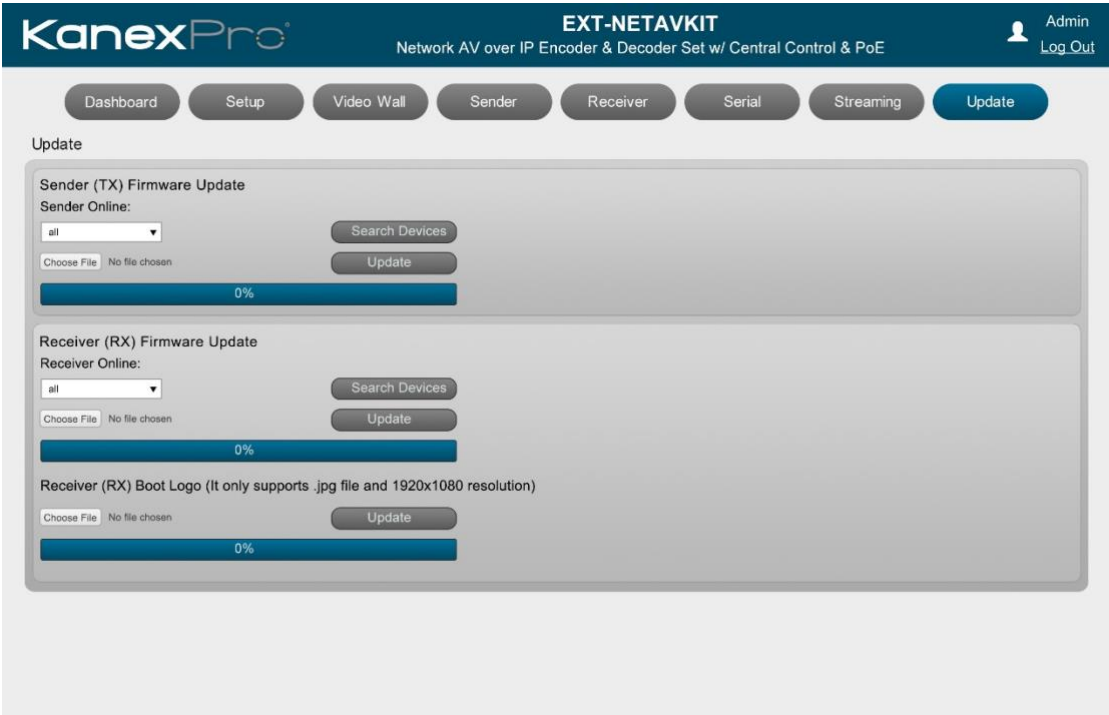 KanexPro
EXT-NETAVKIT
Network AV over IP Encoder & Decoder Set w/ Central Control & PoE
Admin
Log Out
Dashboard
Setup
Video Wall
Sender
Receiver
Serial
Streaming
Update
Update
Sender (TX) Firmware Update
Sender Online:
all
Search Devices
Choose File No file chosen
Update
0%
Receiver (RX) Firmware Update
Receiver Online:
all
Search Devices
Choose File No file chosen
Update
0%
Receiver (RX) Boot Logo (It only supports .jpg file and 1920x1080 resolution)
Choose File No file chosen
Update
0%